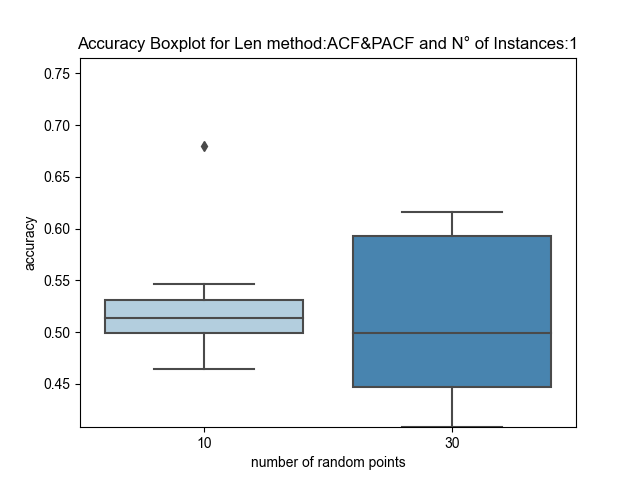 Accuracy Boxplot for Len method:ACF&PACF and N° of Instances:1
0.75
0.70
0.65
0.60
0.55
0.50
0.45
accuracy
10 30
number of random points